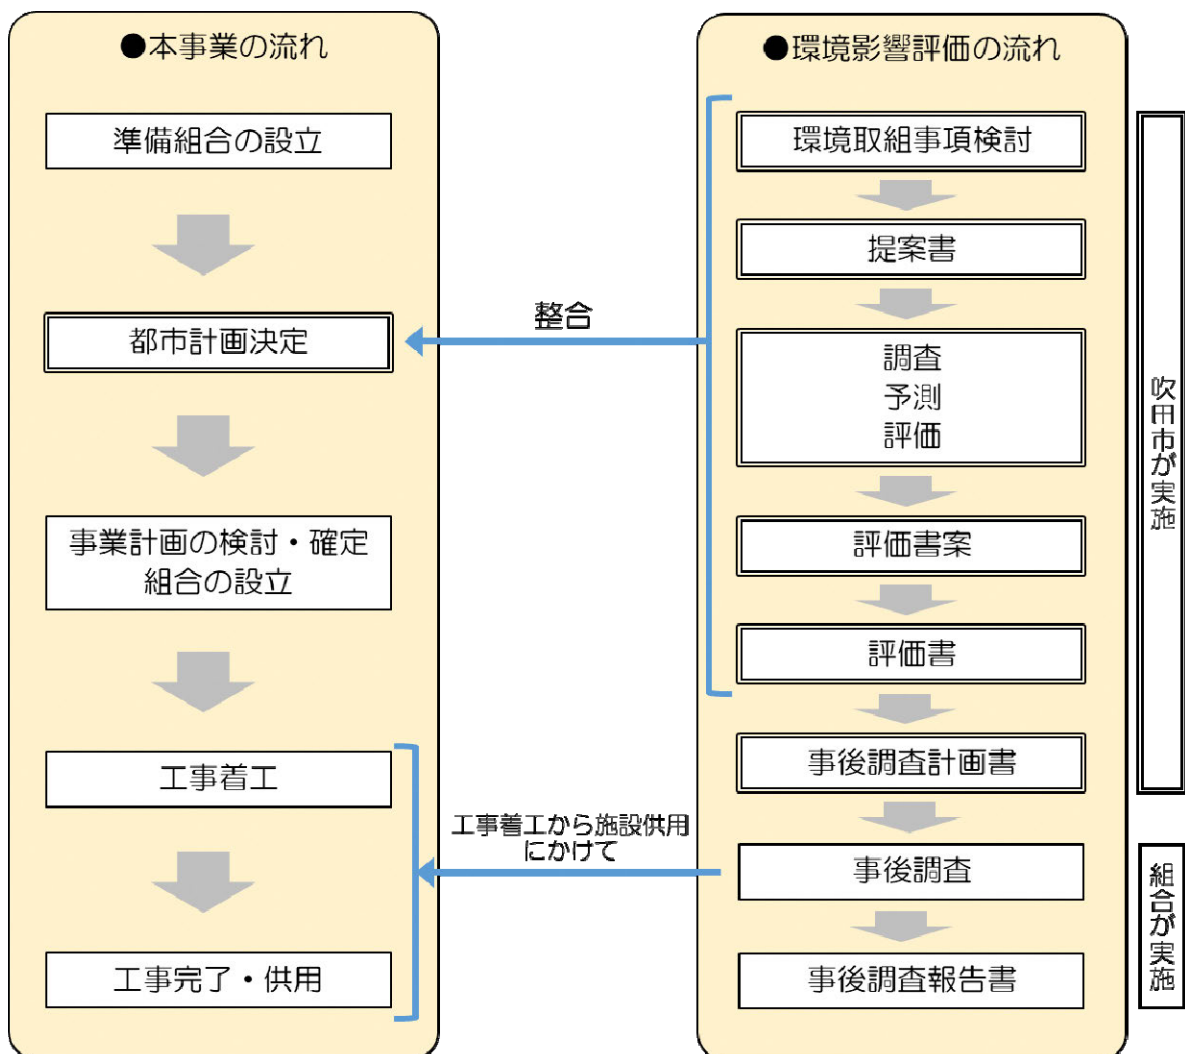 ●本事業の流れ
準備組合の設立
都市計画決定
事業計画の検討・確定
組合の設立
工事着工
工事完了・供用
整合
工事着工から施設供用
にかけて
●環境影響評価の流れ
環境取組事項検討
提案書
調査
予測
評価
評価書案
評価書
事後調査計画書
事後調査
事後調査報告書
吹田市が実施
組合が実施